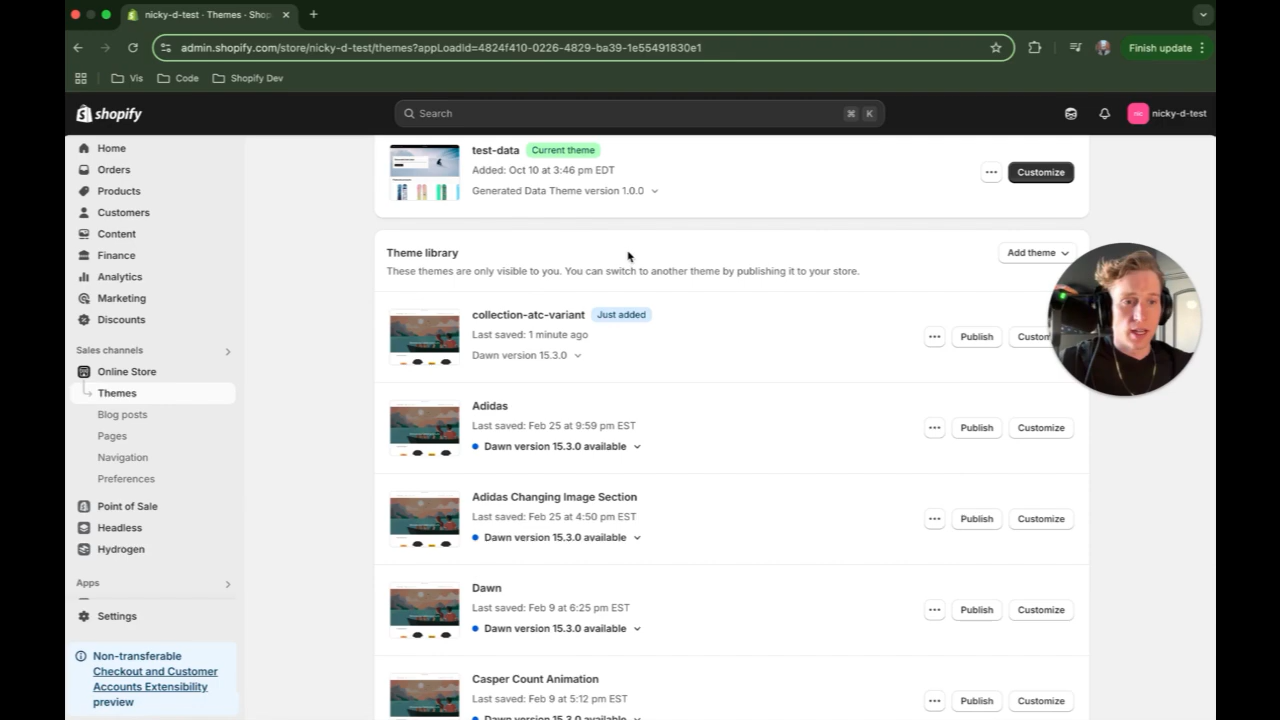 nicky-d-test · Themes · Shop
admin.shopify.com/store/nicky-d-test/themes?appLoadId=4824f410-0226-4829-ba39-1e55491830e1
Finish update
Vis
Code
Shopify Dev
shopify
Search
⌘ K
nic
nicky-d-test
Home
Orders
Products
Customers
Content
Finance
Analytics
Marketing
Discounts
Sales channels
Online Store
Themes
Blog posts
Pages
Navigation
Preferences
Point of Sale
Headless
Hydrogen
Apps
Settings
Non-transferable
Checkout and Customer
Accounts Extensibility
preview
test-data Current theme
Added: Oct 10 at 3:46 pm EDT
Generated Data Theme version 1.0.0
Customize
Theme library
These themes are only visible to you. You can switch to another theme by publishing it to your store.
Add theme
collection-atc-variant Just added
Last saved: 1 minute ago
Dawn version 15.3.0
Publish Custom
Adidas
Last saved: Feb 25 at 9:59 pm EST
Dawn version 15.3.0 available
Publish Customize
Adidas Changing Image Section
Last saved: Feb 25 at 4:50 pm EST
Dawn version 15.3.0 available
Publish Customize
Dawn
Last saved: Feb 9 at 6:25 pm EST
Dawn version 15.3.0 available
Publish Customize
Casper Count Animation
Last saved: Feb 9 at 5:12 pm EST
Dawn version 15.3.0 available
Publish Customize